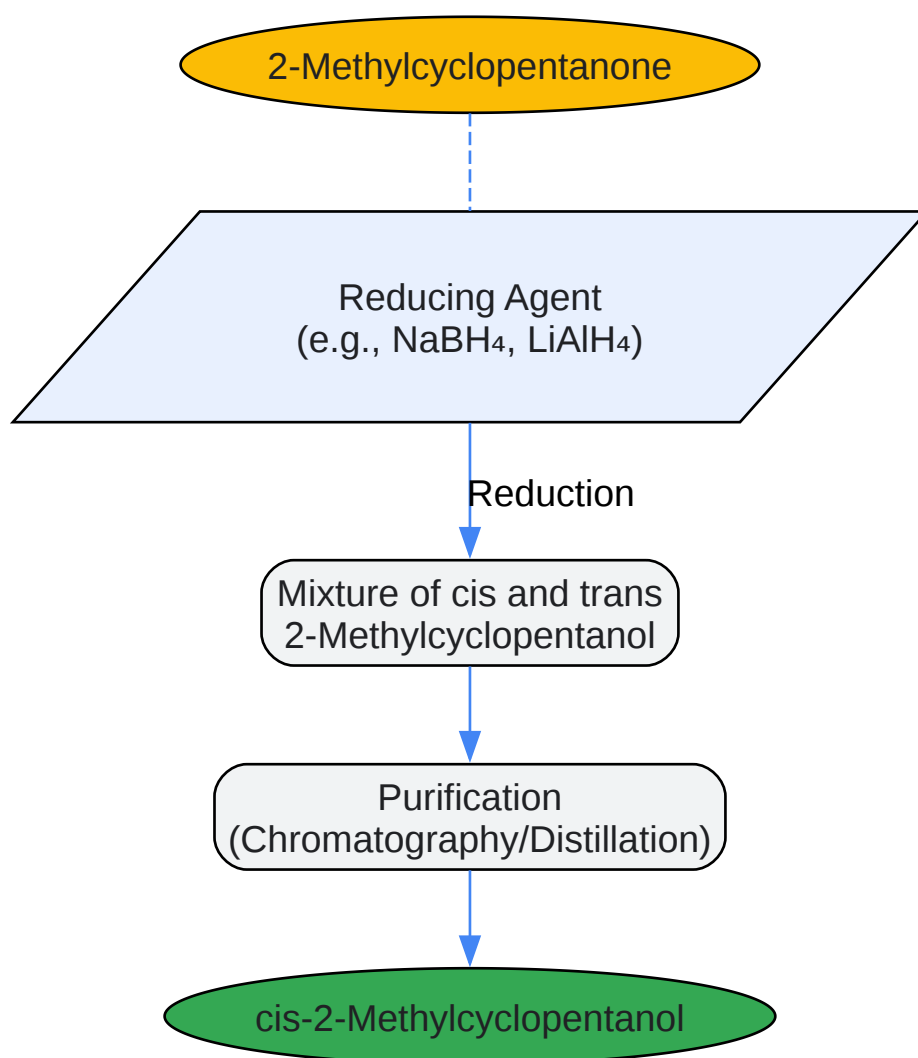 2-Methylcyclopentanone
Reducing Agent
(e.g., NaBH₄, LiAlH₄)
Reduction
Mixture of cis and trans
2-Methylcyclopentanol
Purification
(Chromatography/Distillation)
cis-2-Methylcyclopentanol